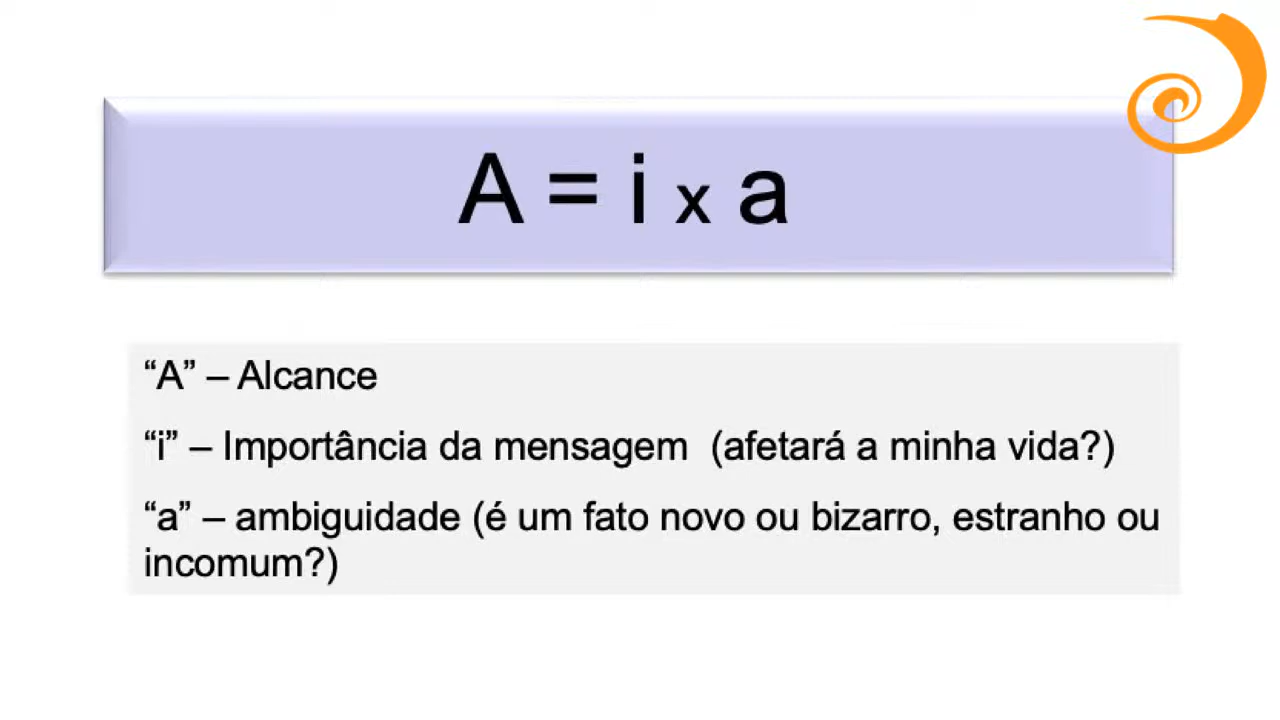 A = i x a
“A” – Alcance
“i” – Importância da mensagem  (afetará a minha vida?)
“a” – ambiguidade (é um fato novo ou bizarro, estranho ou
incomum?)